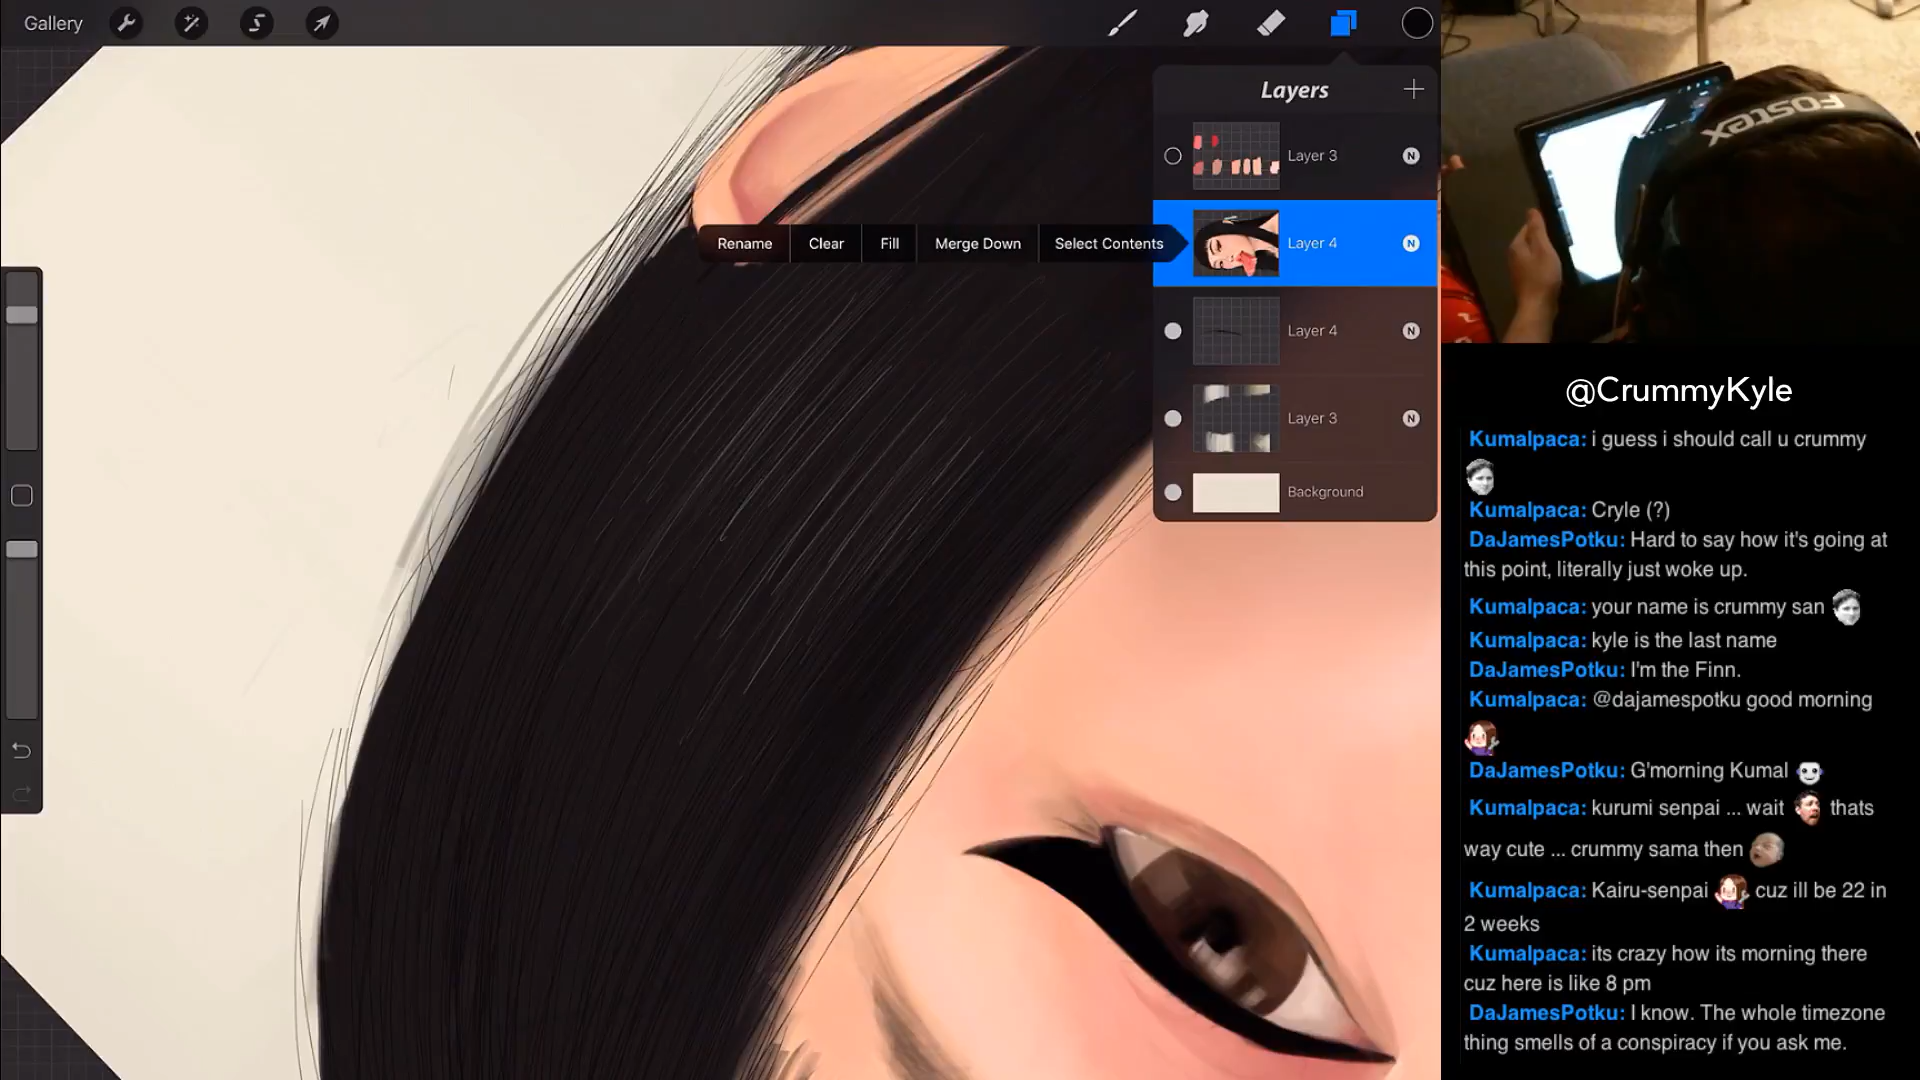 Gallery
Layers
Layer 3
N
Rename
Clear
Fill
Merge Down
Select Contents
Layer 4
N
Layer 4
N
Layer 3
N
Background
FOSTEX
@CrummyKyle
Kumalpaca: i guess i should call u crummy
Kumalpaca: Cryle (?)
DaJamesPotku: Hard to say how it's going at
this point, literally just woke up.
Kumalpaca: your name is crummy san
Kumalpaca: kyle is the last name
DaJamesPotku: I'm the Finn.
Kumalpaca: @dajamespotku good morning
DaJamesPotku: G'morning Kumal
Kumalpaca: kurumi senpai ... wait thats
way cute ... crummy sama then
Kumalpaca: Kairu-senpai cuz ill be 22 in
2 weeks
Kumalpaca: its crazy how its morning there
cuz here is like 8 pm
DaJamesPotku: I know. The whole timezone
thing smells of a conspiracy if you ask me.